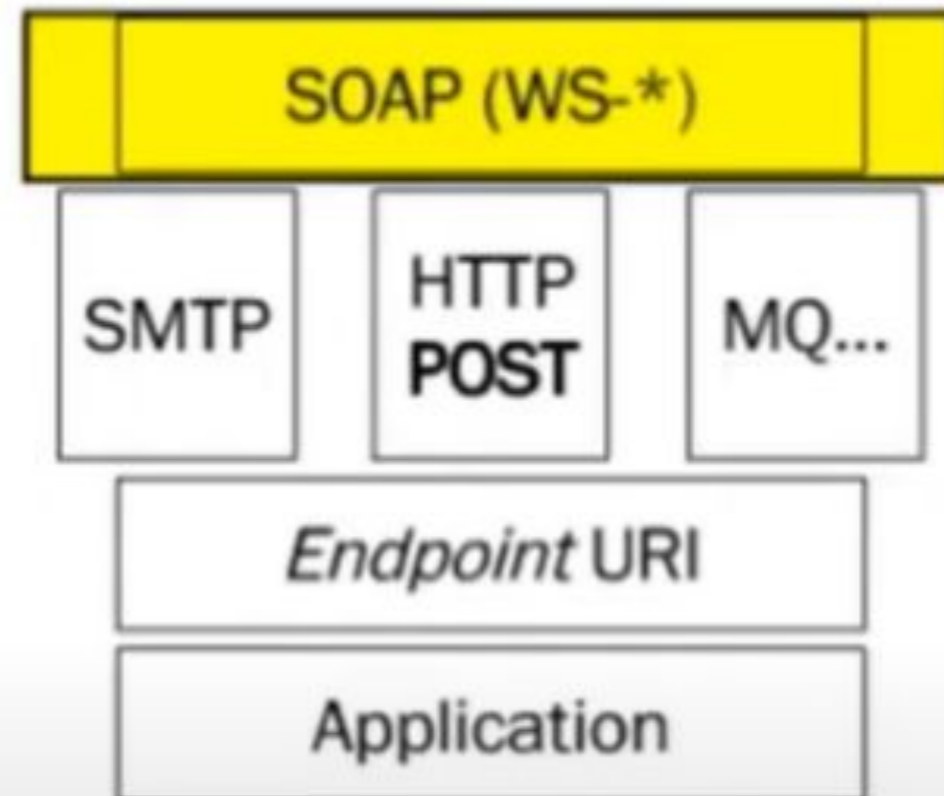 SOAP (WS-*)
SMTP
HTTP
POST
MQ...
Endpoint URI
Application